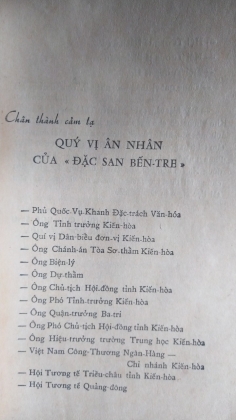 Chân thành cảm tạ
QUÝ VỊ ÂN NHÂN
CỦA « ĐẶC SAN BẾN-TRE »
— Phủ Quốc-Vụ-Khanh Đặc-trách Văn-hóa
— Ông Tỉnh trưởng Kiến-hòa
— Quí vị Dân-biểu đơn-vị Kiến-hòa
— Ông Chánh-án Tòa Sơ-thẩm Kiến-hòa
— Ông Biện-lý
— Ông Dự-thẩm
— Ông Chủ-tịch Hội-đồng tỉnh Kiến-hòa
— Ông Phó Tỉnh-trưởng Kiến-hòa
— Ông Quận-trưởng Ba-tri
— Ông Phó Chủ-tịch Hội-đồng tỉnh Kiến-hòa
— Ông Hiệu-trưởng trường Trung học Kiến-hòa
— Việt Nam Công-Thương Ngân-Hàng —
Chi nhánh Kiến-hòa
— Hội Tương tế Triều-châu tỉnh Kiến-hòa
— Hội Tương tế Quảng-đông